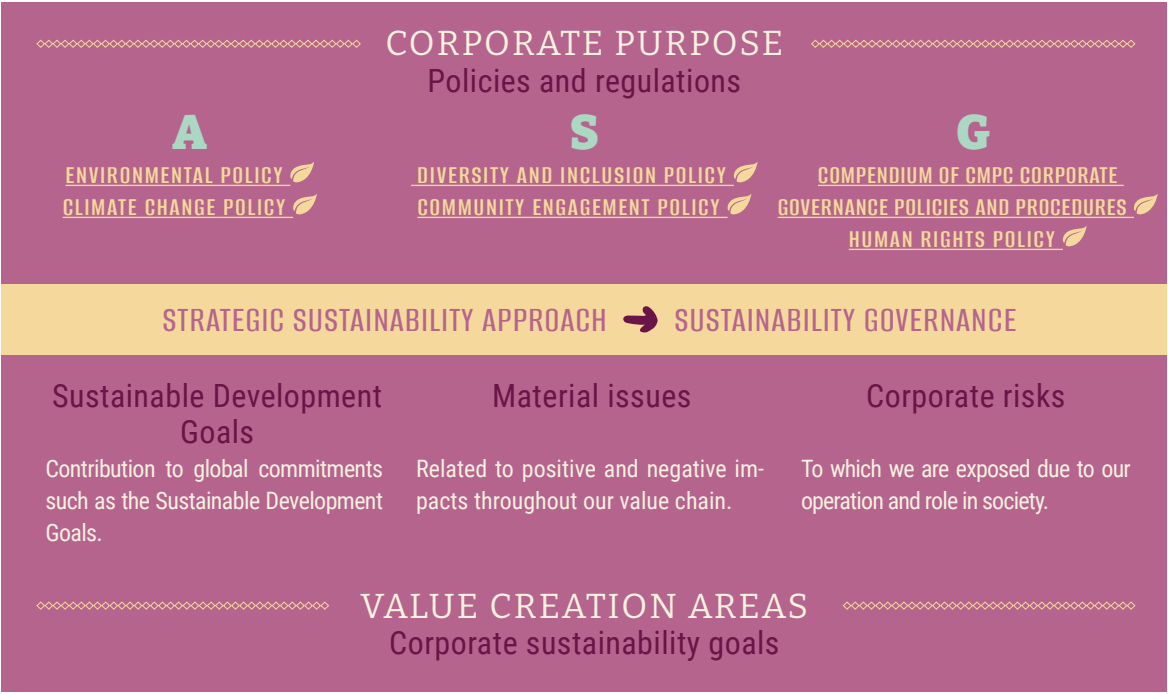 CORPORATE PURPOSE
Policies and regulations
A
ENVIRONMENTAL POLICY
CLIMATE CHANGE POLICY
S
DIVERSITY AND INCLUSION POLICY
COMMUNITY ENGAGEMENT POLICY
G
COMPENDIUM OF CMPC CORPORATE
GOVERNANCE POLICIES AND PROCEDURES
HUMAN RIGHTS POLICY
STRATEGIC SUSTAINABILITY APPROACH SUSTAINABILITY GOVERNANCE
Sustainable Development
Goals
Contribution to global commitments
such as the Sustainable Development
Goals.
Material issues
Related to positive and negative im-
pacts throughout our value chain.
Corporate risks
To which we are exposed due to our
operation and role in society.
VALUE CREATION AREAS
Corporate sustainability goals